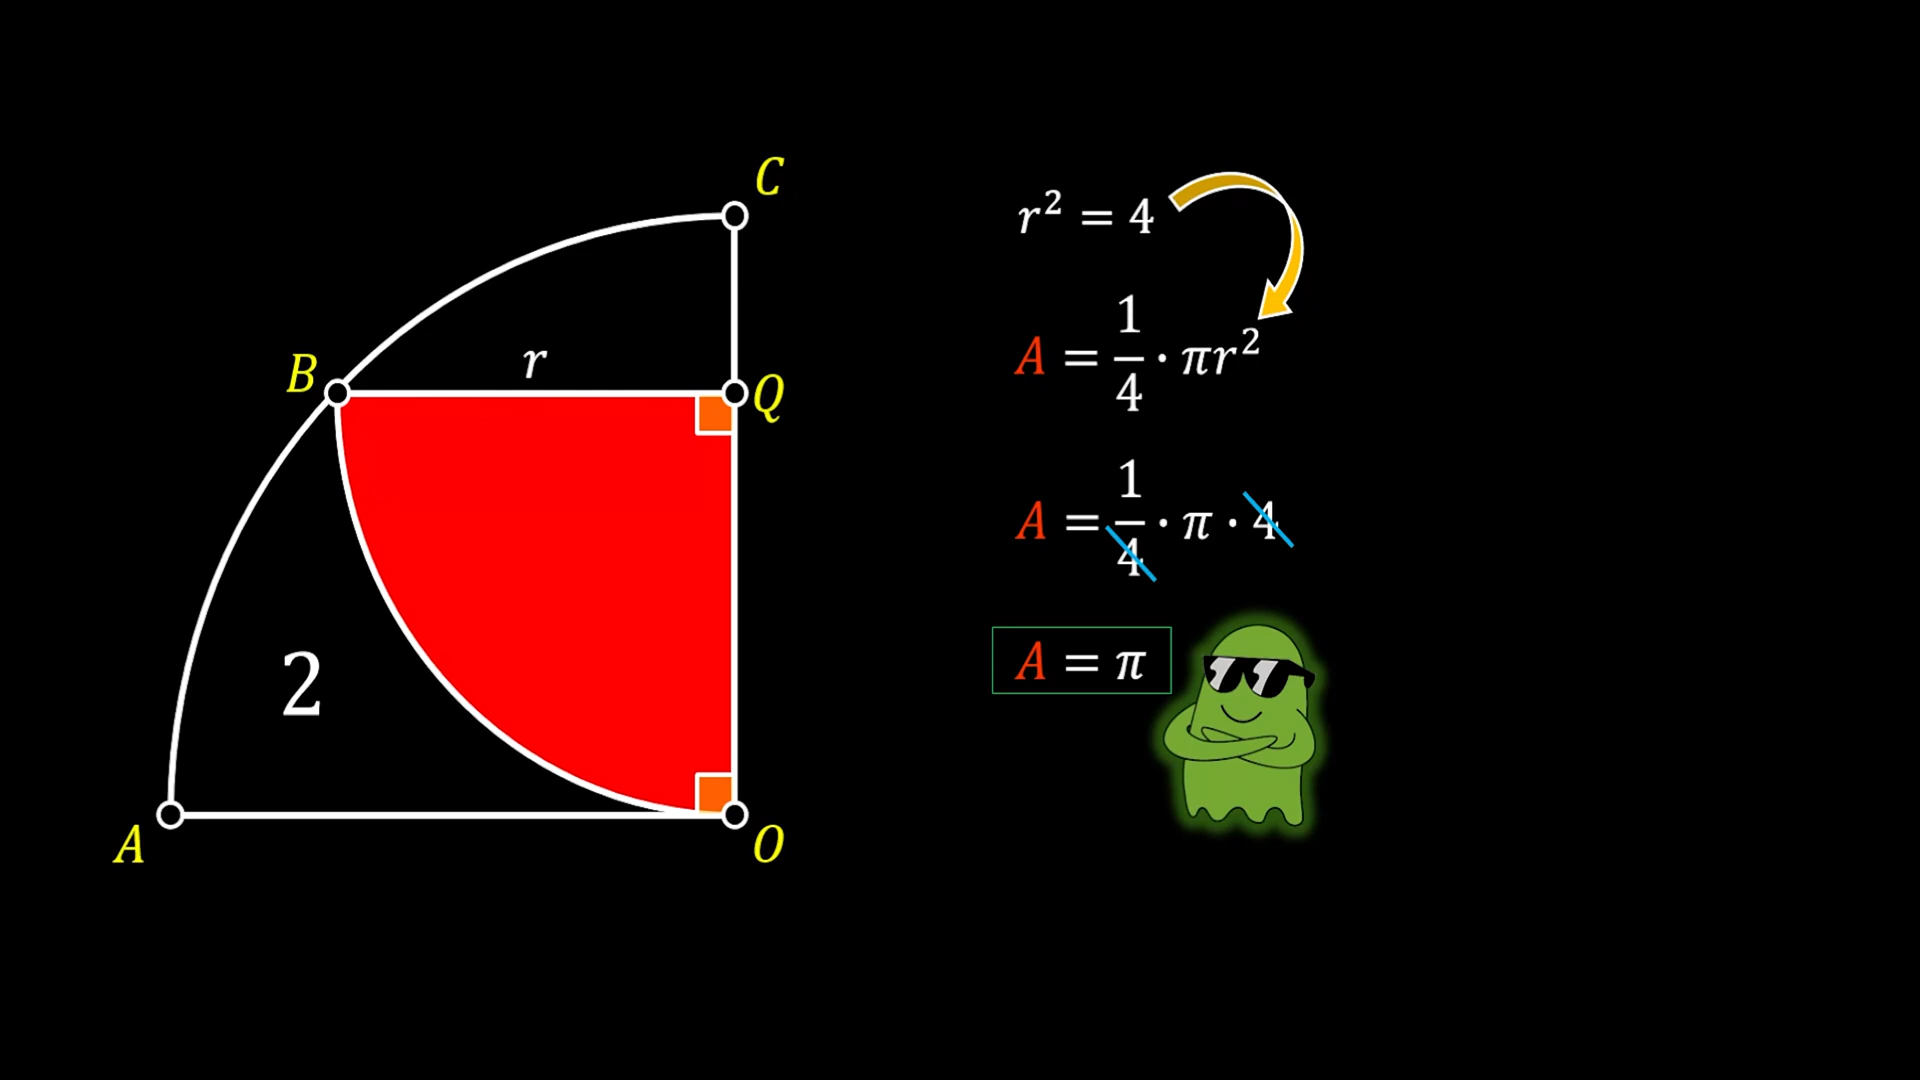 C
B
r
Q
2
A
O
r² = 4
A = 1/4 · πr²
A = 1/4 · π · 4
A = π